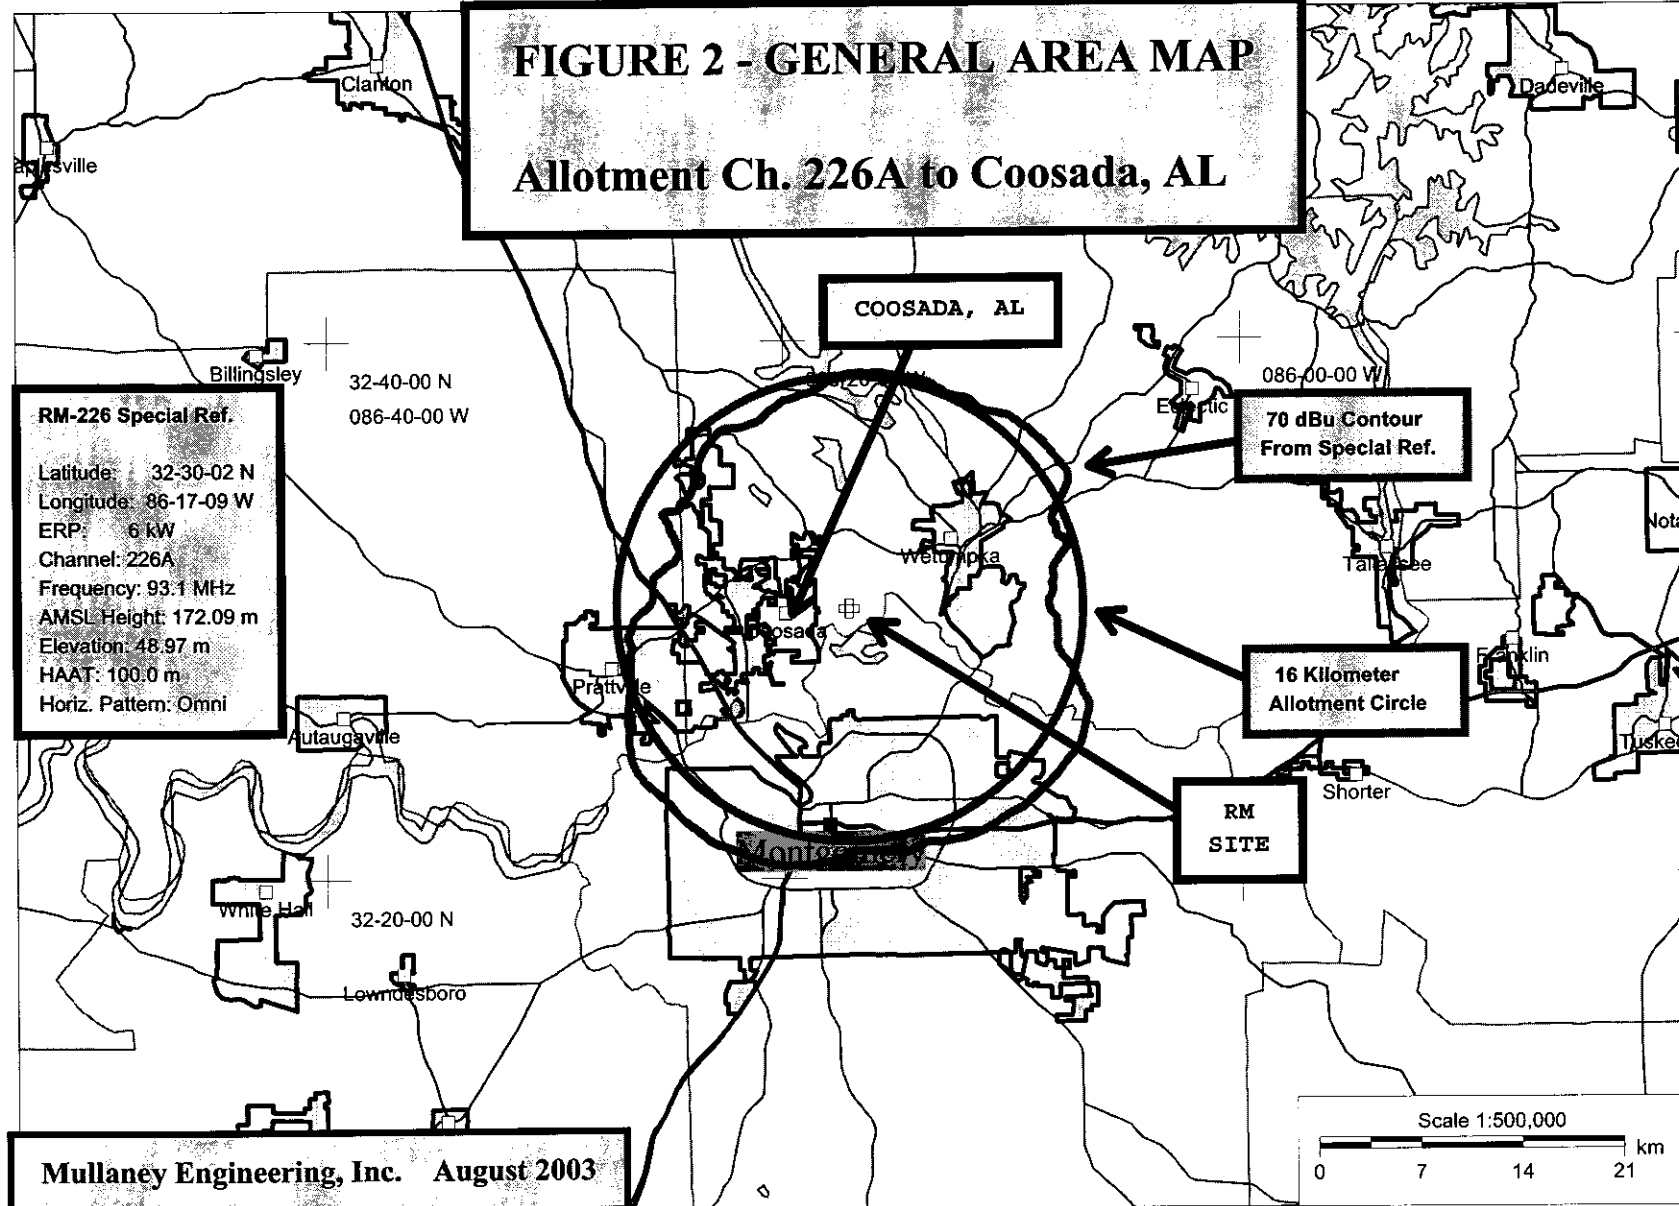 FIGURE 2 - GENERAL AREA MAP
Allotment Ch. 226A to Coosada, AL
Clanton
Dadeville
COOSADA, AL
Billingsley
32-40-00 N
086-40-00 W
086-00-00 W
70 dBu Contour
From Special Ref.
RM-226 Special Ref.
Latitude: 32-30-02 N
Longitude: 86-17-09 W
ERP: 6 kW
Channel: 226A
Frequency: 93.1 MHz
AMSL Height: 172.09 m
Elevation: 48.97 m
HAAT: 100.0 m
Horiz. Pattern: Omni
Eclectic
Wetumpka
Tallassee
Coosada
Prattville
Franklin
16 Kilometer
Allotment Circle
Autaugaville
Shorter
RM
SITE
Montgomery
White Hall
32-20-00 N
Lowndesboro
Scale 1:500,000
km
0 7 14 21
Mullaney Engineering, Inc. August 2003